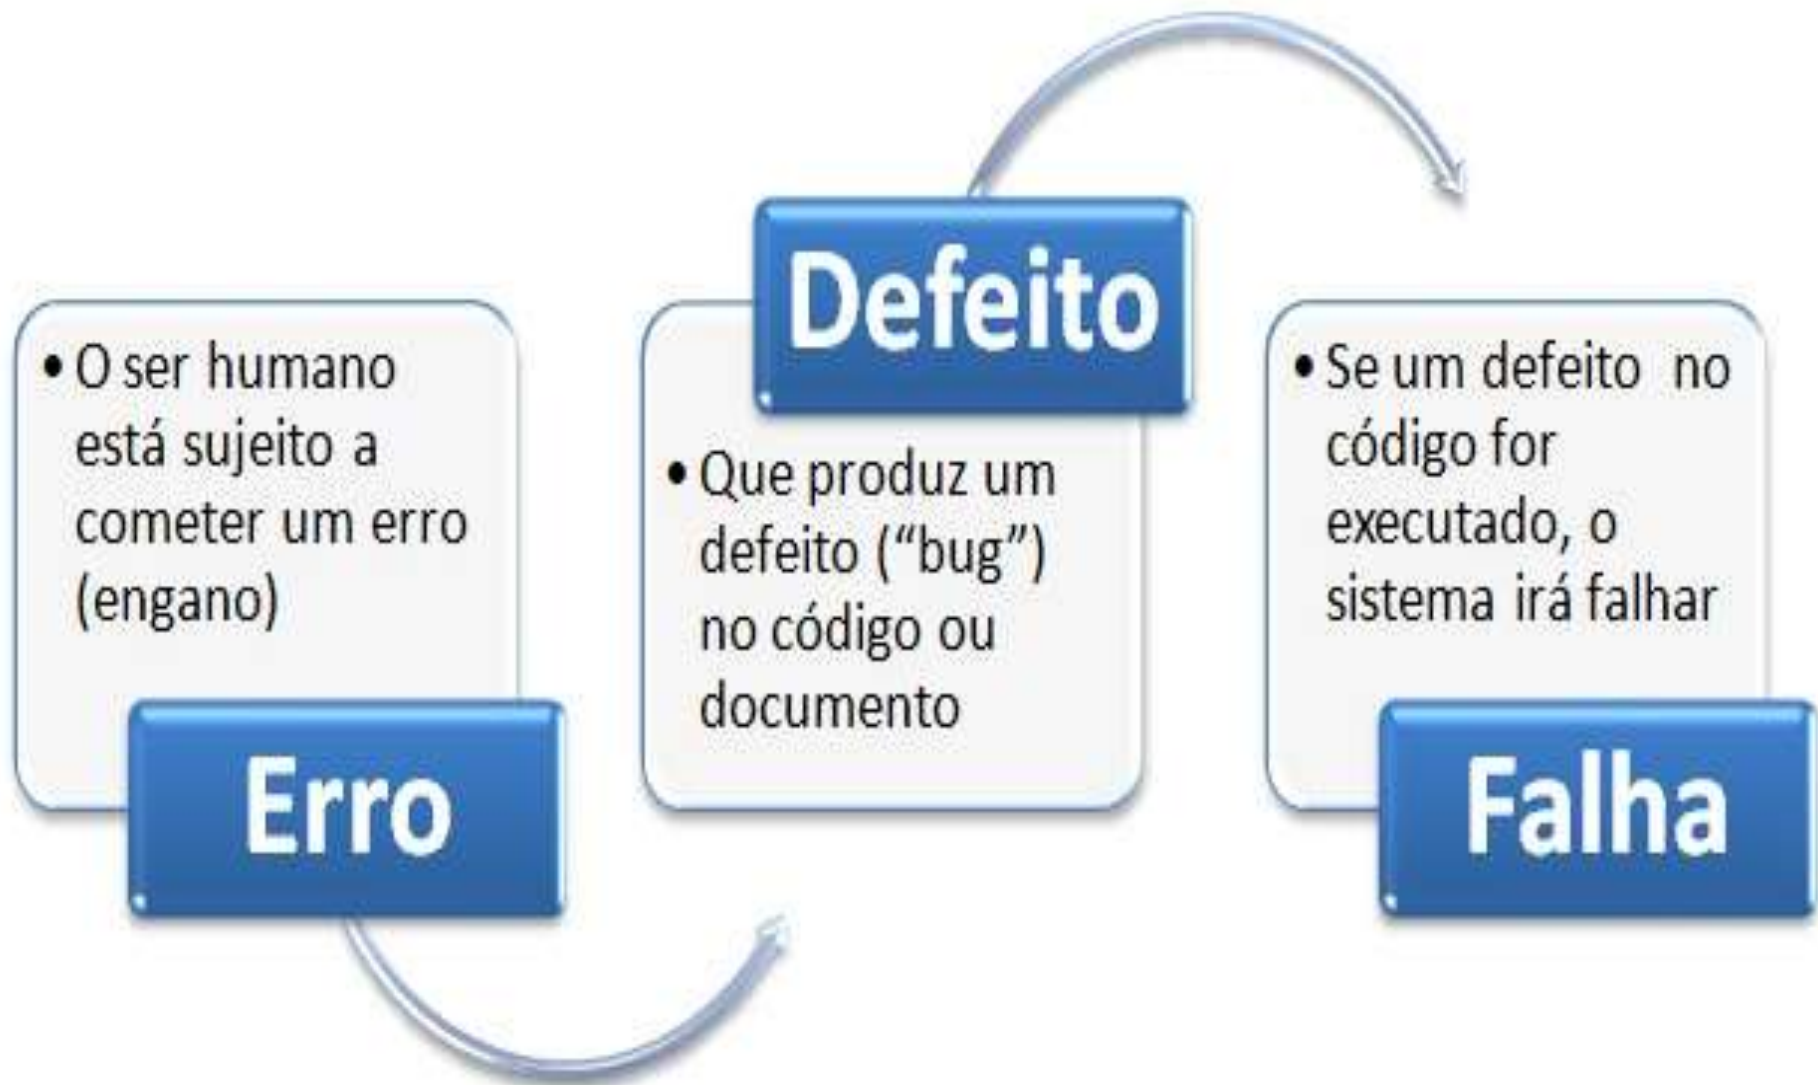 • O ser humano
está sujeito a
cometer um erro
(engano)
Erro
Defeito
• Que produz um
defeito (“bug”)
no código ou
documento
• Se um defeito no
código for
executado, o
sistema irá falhar
Falha